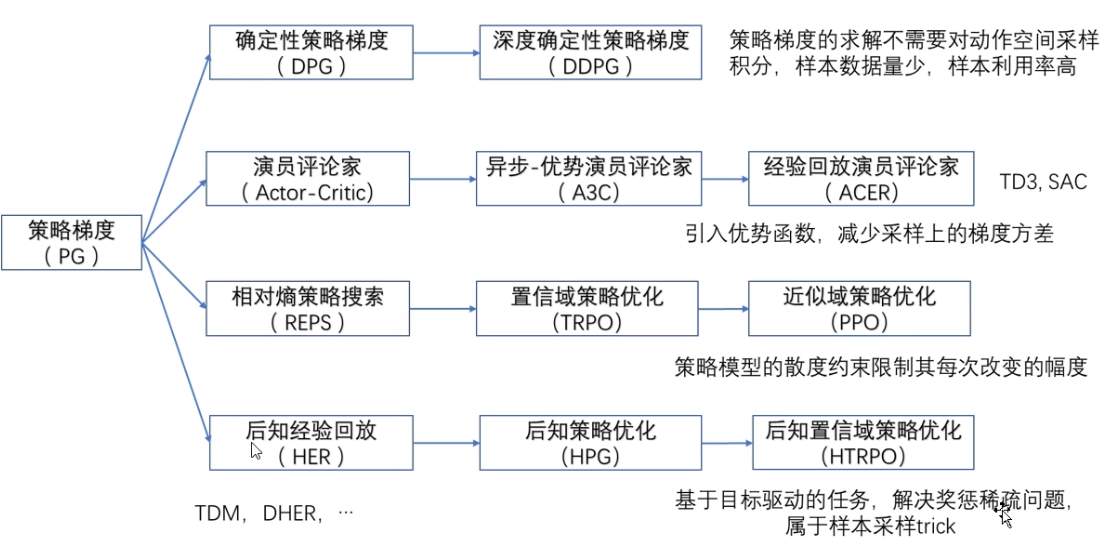 确定性策略梯度
（DPG）
深度确定性策略梯度
（DDPG）
策略梯度的求解不需要对动作空间采样
积分，样本数据量少，样本利用率高
演员评论家
（Actor-Critic）
异步-优势演员评论家
（A3C）
经验回放演员评论家
（ACER）
TD3, SAC
引入优势函数，减少采样上的梯度方差
策略梯度
（PG）
相对熵策略搜索
（REPS）
置信域策略优化
(TRPO)
近似域策略优化
(PPO)
策略模型的散度约束限制其每次改变的幅度
后知经验回放
（HER）
后知策略优化
(HPG)
后知置信域策略优化
(HTRPO)
TDM，DHER，…
基于目标驱动的任务，解决奖惩稀疏问题，
属于样本采样trick